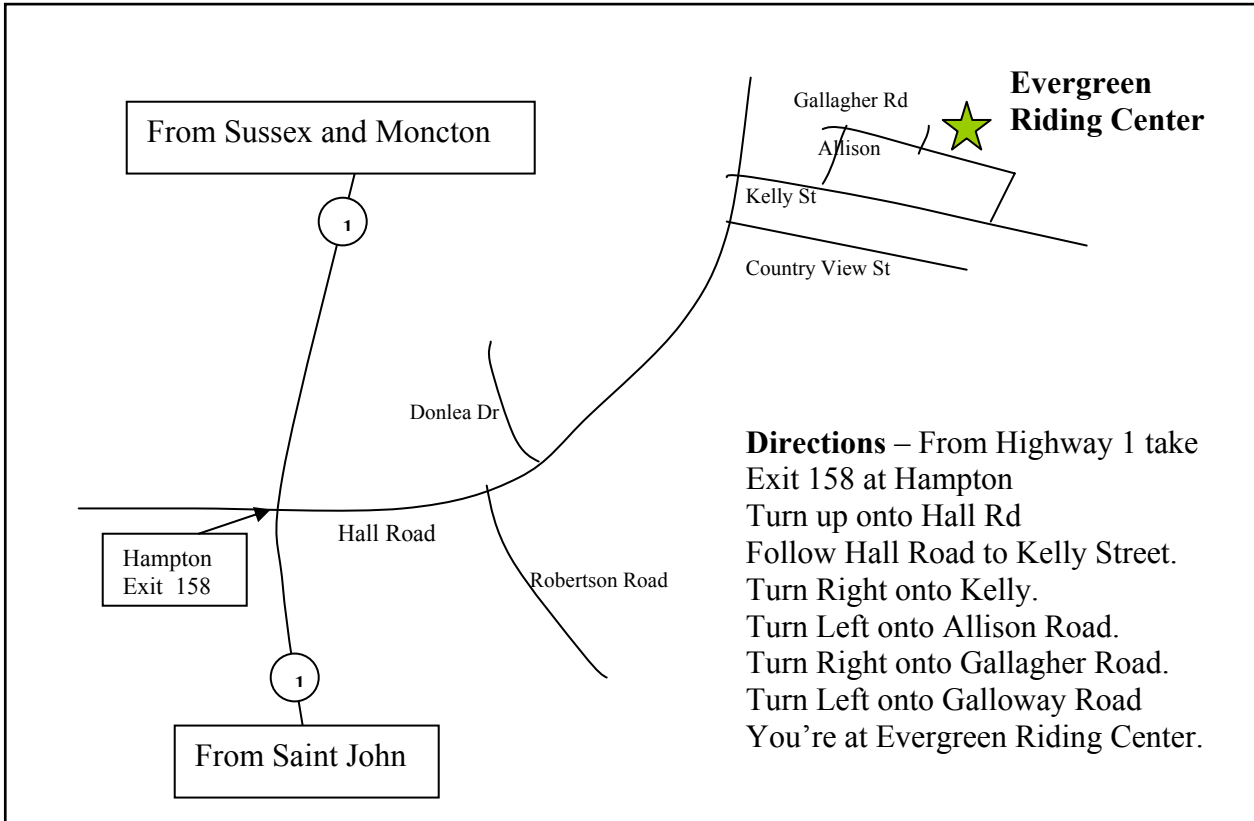 Evergreen
Riding Center
Gallagher Rd
From Sussex and Moncton
Allison
Kelly St
1
Country View St
Donlea Dr
Directions – From Highway 1 take
Exit 158 at Hampton
Turn up onto Hall Rd
Follow Hall Road to Kelly Street.
Turn Right onto Kelly.
Turn Left onto Allison Road.
Turn Right onto Gallagher Road.
Turn Left onto Galloway Road
You're at Evergreen Riding Center.
Hall Road
Hampton
Exit 158
Robertson Road
1
From Saint John